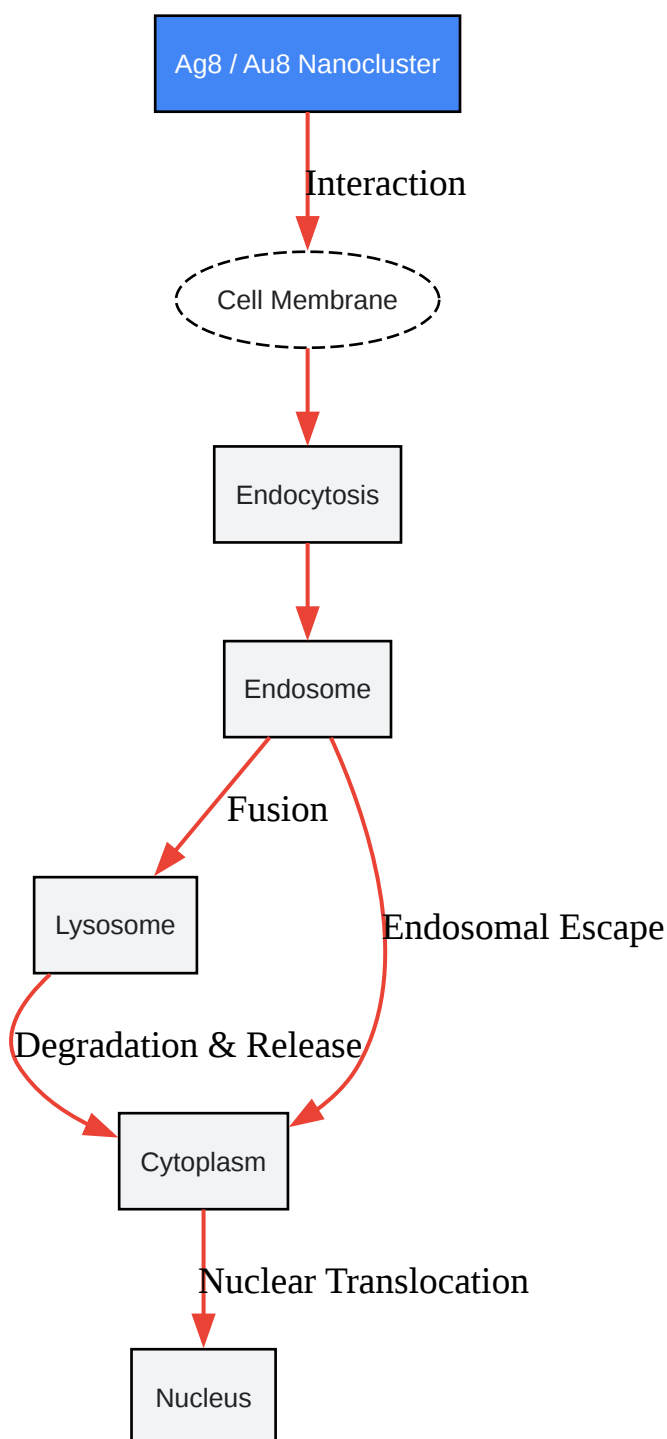 Ag8 / Au8 Nanocluster
Interaction
Cell Membrane
Endocytosis
Endosome
Fusion
Lysosome
Endosomal Escape
Degradation & Release
Cytoplasm
Nuclear Translocation
Nucleus